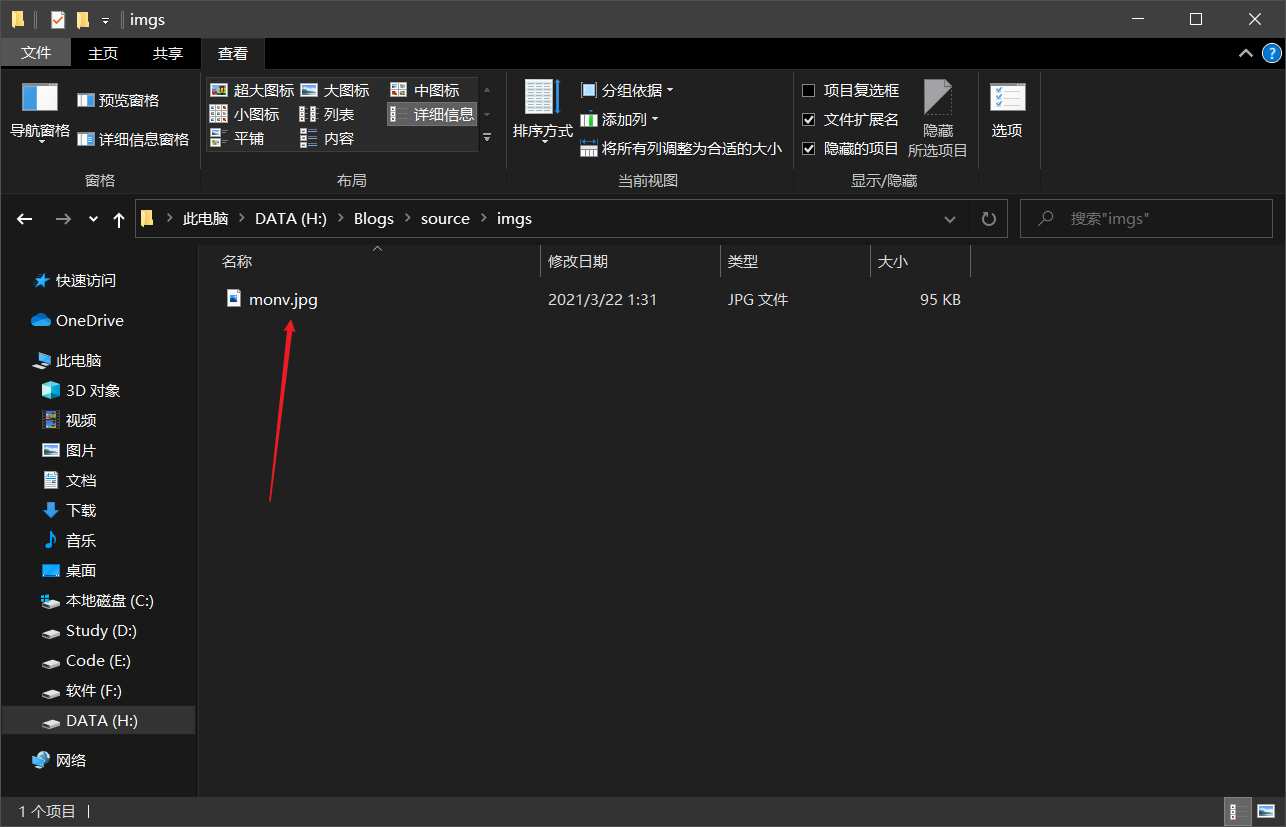 imgs
文件 主页 共享 查看
导航窗格 预览窗格 详细信息窗格
窗格
超大图标 大图标 中图标
小图标 列表 详细信息
平铺 内容
布局
排序方式 分组依据
添加列
将所有列调整为合适的大小
当前视图
项目复选框
文件扩展名
隐藏的项目
隐藏
所选项目
显示/隐藏
选项
此电脑 DATA (H:) Blogs source imgs
搜索"imgs"
名称 修改日期 类型 大小
monv.jpg 2021/3/22 1:31 JPG 文件 95 KB
快速访问
OneDrive
此电脑
3D 对象
视频
图片
文档
下载
音乐
桌面
本地磁盘 (C:)
Study (D:)
Code (E:)
软件 (F:)
DATA (H:)
网络
1 个项目